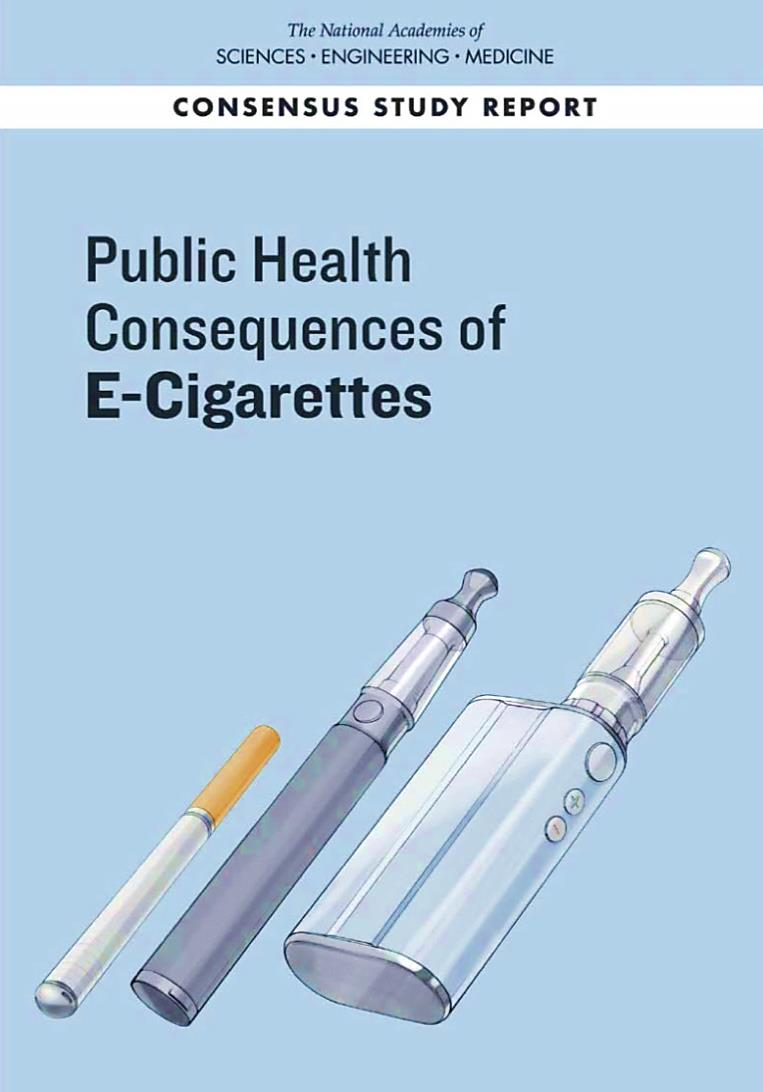 The National Academies of
SCIENCES • ENGINEERING • MEDICINE
CONSENSUS STUDY REPORT
Public Health
Consequences of
E-Cigarettes